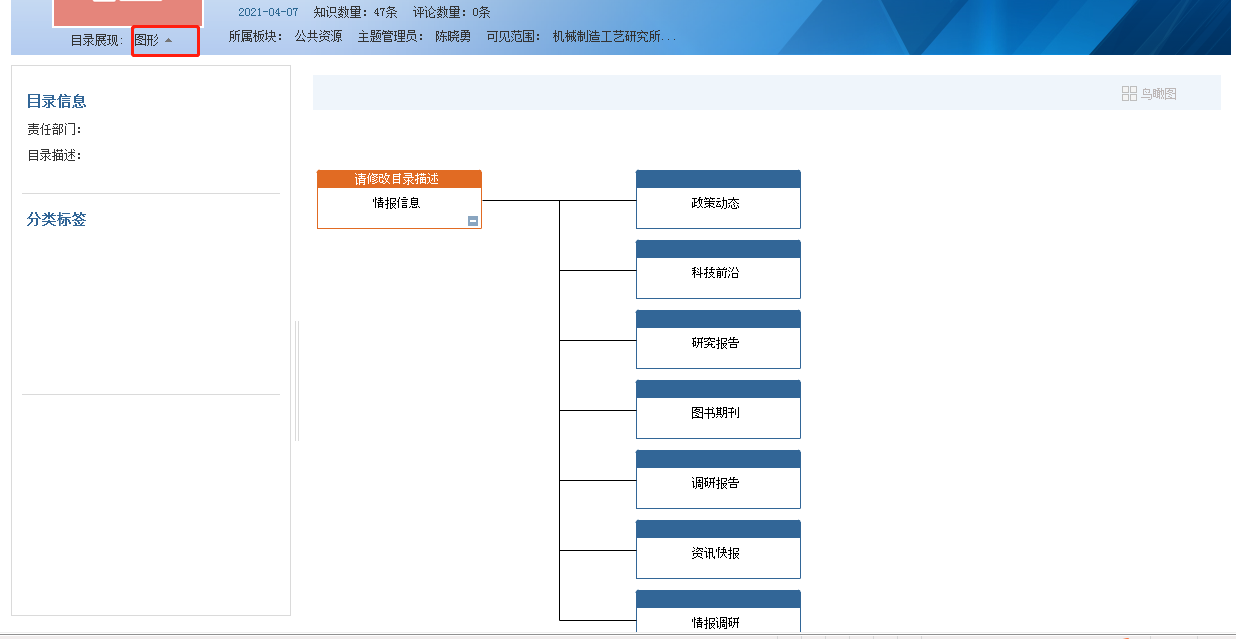 2021-04-07 知识数量: 47条 评论数量: 0条
目录展现: 图形
所属板块: 公共资源 主题管理员: 陈晓勇 可见范围: 机械制造工艺研究所...
目录信息
责任部门:
目录描述:
分类标签
鸟瞰图
请修改目录描述
情报信息
政策动态
科技前沿
研究报告
图书期刊
调研报告
资讯快报
情报调研